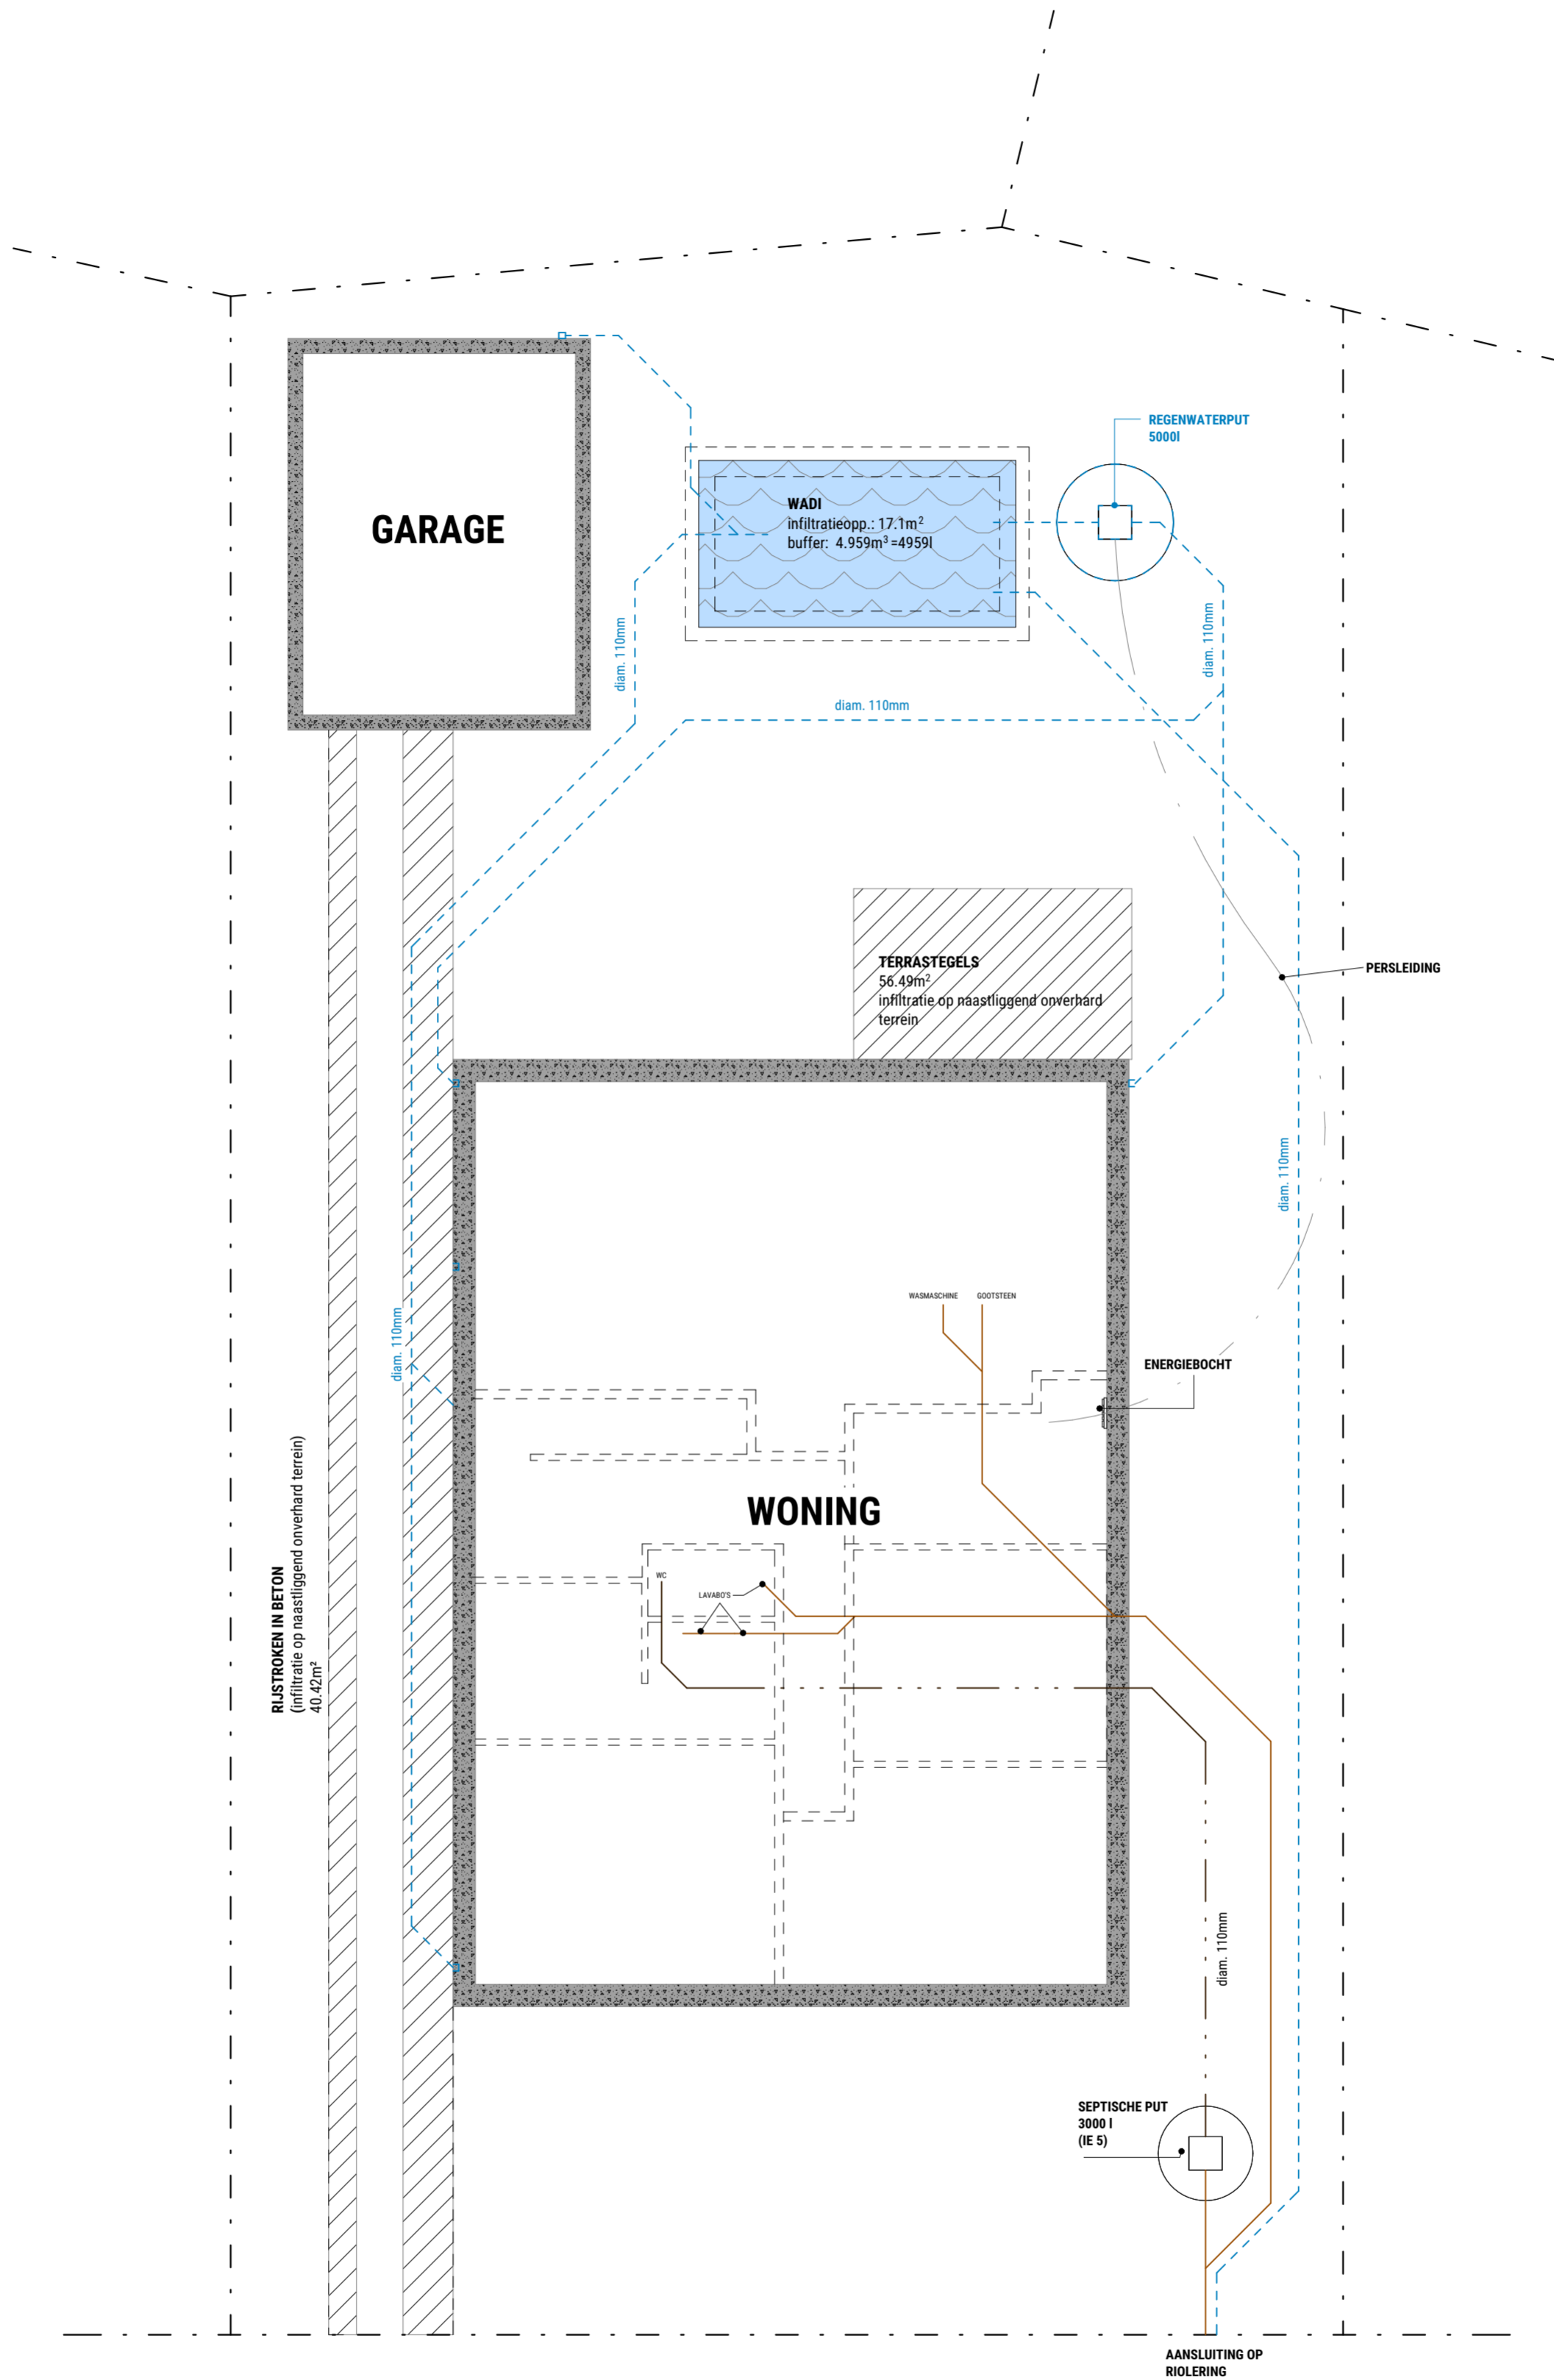 REGENWATERPUT
5000l
GARAGE
WADI
infiltratieopp.: 17.1m²
buffer: 4.959m³ =4959l
diam. 110mm
diam. 110mm
diam. 110mm
TERRASTEGELS
56.49m²
infiltratie op naastliggend onverhard
terrein
PERSLEIDING
diam. 110mm
WASMASCHINE
GOOTSTEEN
diam. 110mm
ENERGIEBOCHT
RIJSTROKEN IN BETON
(infiltratie op naastliggend onverhard terrein)
40.42m²
WONING
WC
LAVABO'S
diam. 110mm
SEPTISCHE PUT
3000 l
(IE 5)
AANSLUITING OP
RIOLERING